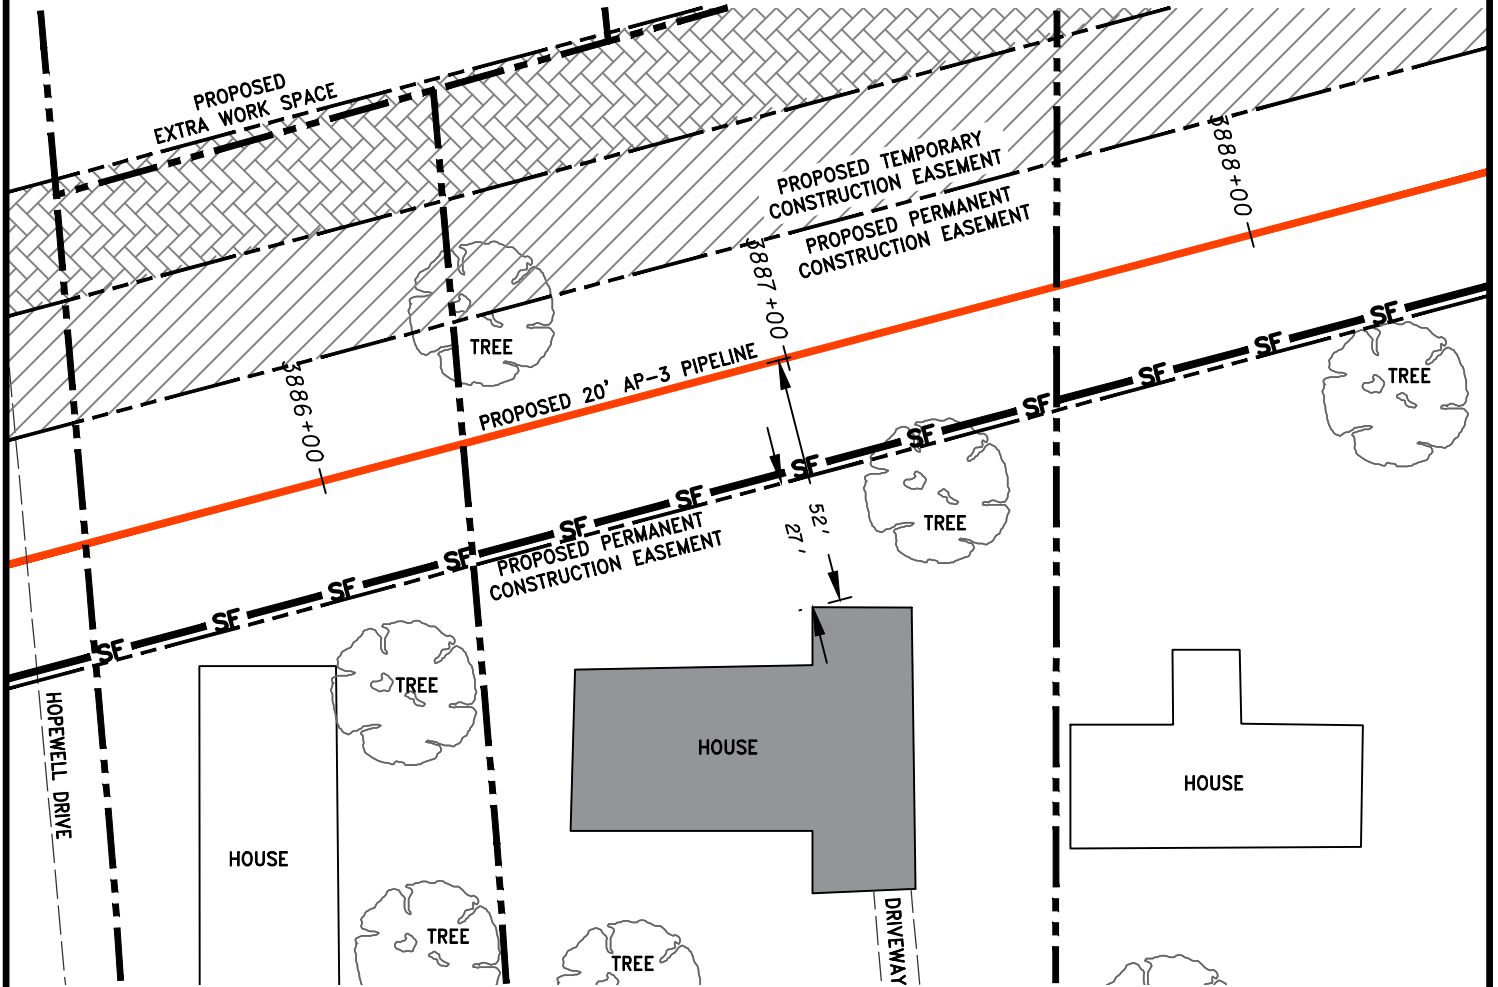 PROPOSED
EXTRA WORK SPACE
PROPOSED TEMPORARY
CONSTRUCTION EASEMENT
PROPOSED PERMANENT
CONSTRUCTION EASEMENT
3888+00
3887+00
3886+00
TREE
PROPOSED 20' AP-3 PIPELINE
TREE
SF
SF
SF
SF
SF
SF
SF
SF
SF
SF
SF
SF
TREE
52'
27'
PROPOSED PERMANENT
CONSTRUCTION EASEMENT
TREE
HOPEWELL DRIVE
HOUSE
HOUSE
HOUSE
TREE
TREE
DRIVEWAY